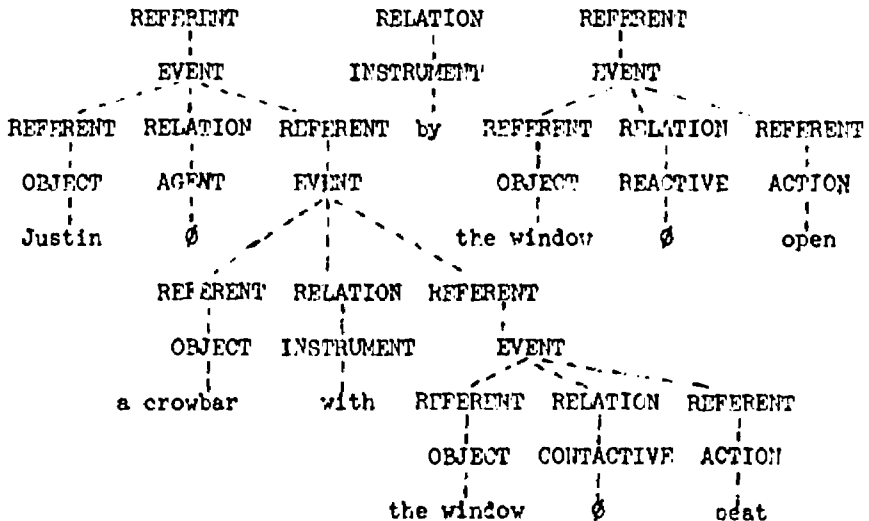 REFERENT RELATION REFERENT
EVENT INSTRUMENT EVENT
REFERENT RELATION REFERENT by REFERENT RELATION REFERENT
OBJECT AGENT EVENT OBJECT REACTIVE ACTION
Justin Ø the window Ø open
REFERENT RELATION REFERENT
OBJECT INSTRUMENT EVENT
a crowbar with REFERENT RELATION REFERENT
OBJECT CONTACTIVE ACTION
the window Ø beat